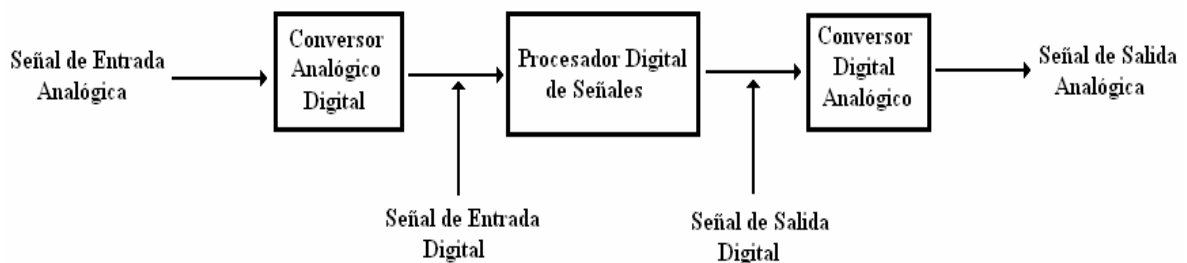 Señal de Entrada
Analógica
Conversor
Analógico
Digital
Procesador Digital
de Señales
Conversor
Digital
Analógico
Señal de Salida
Analógica
Señal de Entrada
Digital
Señal de Salida
Digital